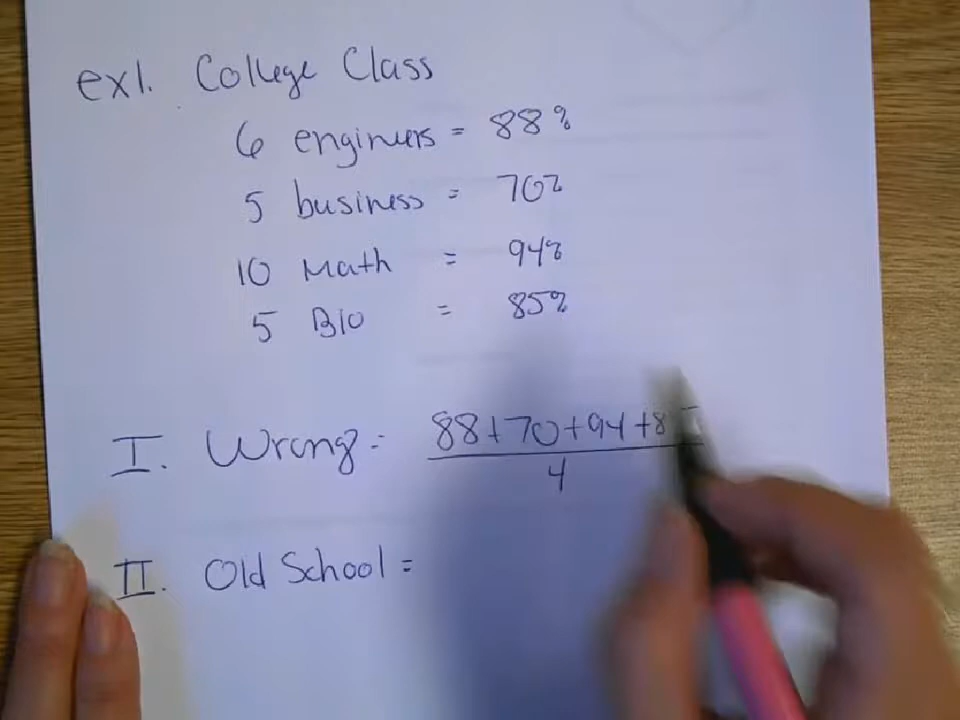 ex1. College Class
6 enginers = 88%
5 business = 70%
10 Math = 94%
5 Bio = 85%
I. Wrong = 88+70+94+8
4
II. Old School =